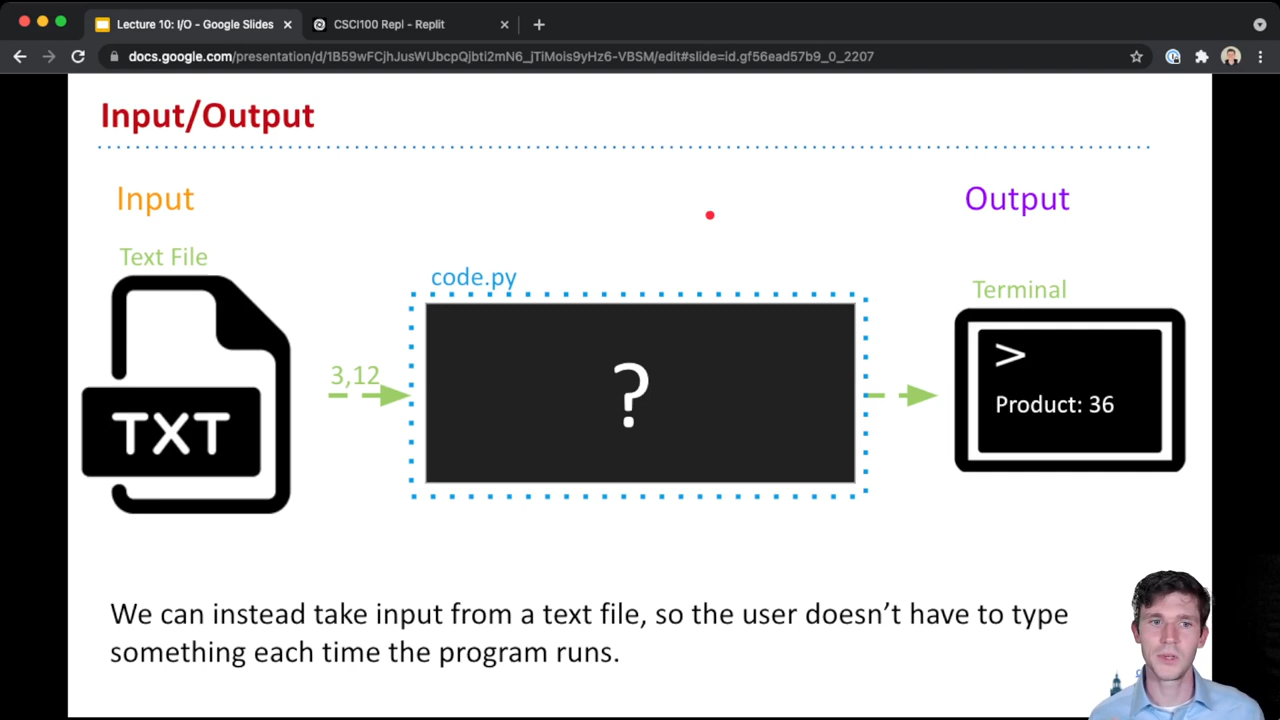 Lecture 10: I/O - Google Slides
CSCI100 Repl - Replit
docs.google.com/presentation/d/1B59wFCjhJusWUbcpQjbti2mN6_jTiMois9yHz6-VBSM/edit#slide=id.gf56ead57b9_0_2207
Input/Output
Input
Output
Text File
code.py
Terminal
3,12
TXT
?
>
Product: 36
We can instead take input from a text file, so the user doesn’t have to type
something each time the program runs.